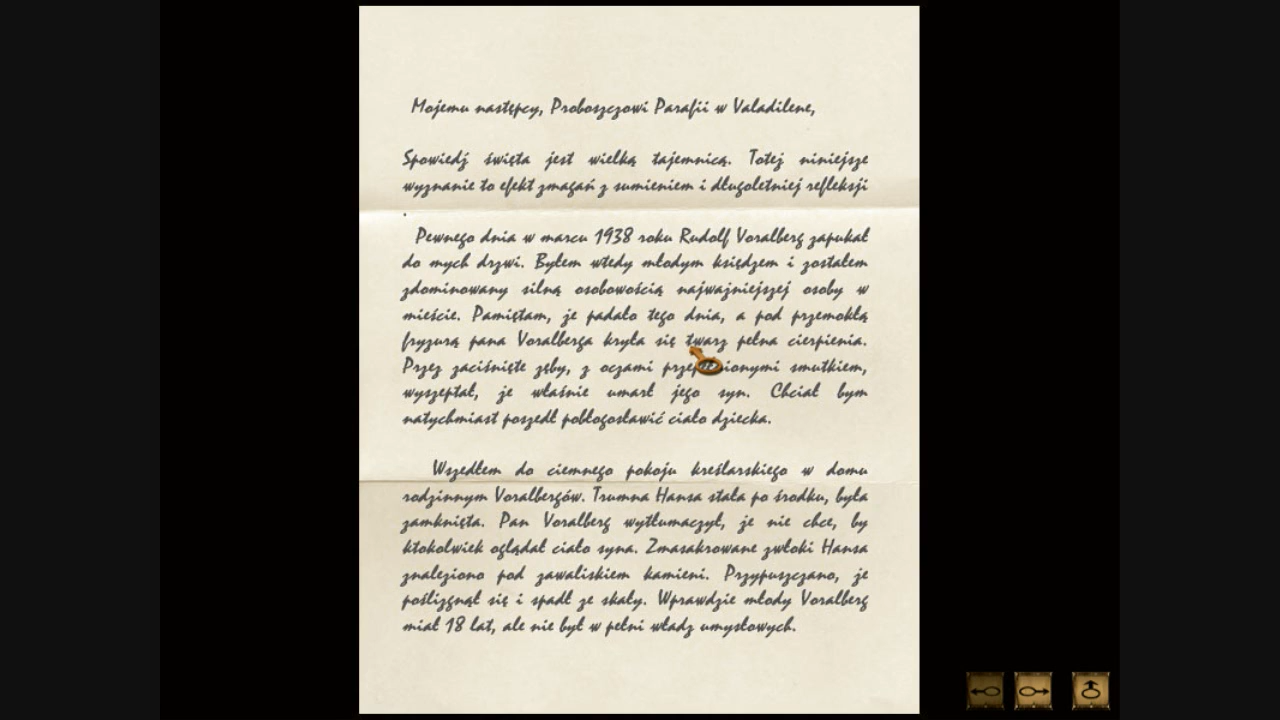 Mojemu następcy, Proboszczowi Parafii w Valadilene,
Spowiedź święta jest wielką tajemnicą. Toteż niniejsze
wyznanie to efekt zmagań z sumieniem i długoletniej refleksji
.
Pewnego dnia w marcu 1938 roku Rudolf Voralberg zapukał
do mych drzwi. Byłem wtedy młodym księdzem i zostałem
zdominowany silną osobowością najważniejszej osoby w
mieście. Pamiętam, że padało tego dnia, a pod przemokłą
fryzurą pana Voralberga kryła się twarz pełna cierpienia.
Przez zaciśnięte zęby, z oczami smutkiem,
wyszeptał, że właśnie umarł jego syn. Chciał bym
natychmiast poszedł pobłogosławić ciało dziecka.
Wszedłem do ciemnego pokoju kreślarskiego w domu
rodzinnym Voralbergów. Trumna Hansa stała po środku, była
zamknięta. Pan Voralberg wytłumaczył, że nie chce, by
ktokolwiek oglądał ciało syna. Zmasakrowane zwłoki Hansa
znaleziono pod zawaliskiem kamieni. Przypuszczano, że
poślizgnął się i spadł ze skały. Wprawdzie młody Voralberg
miał 18 lat, ale nie był w pełni władz umysłowych.